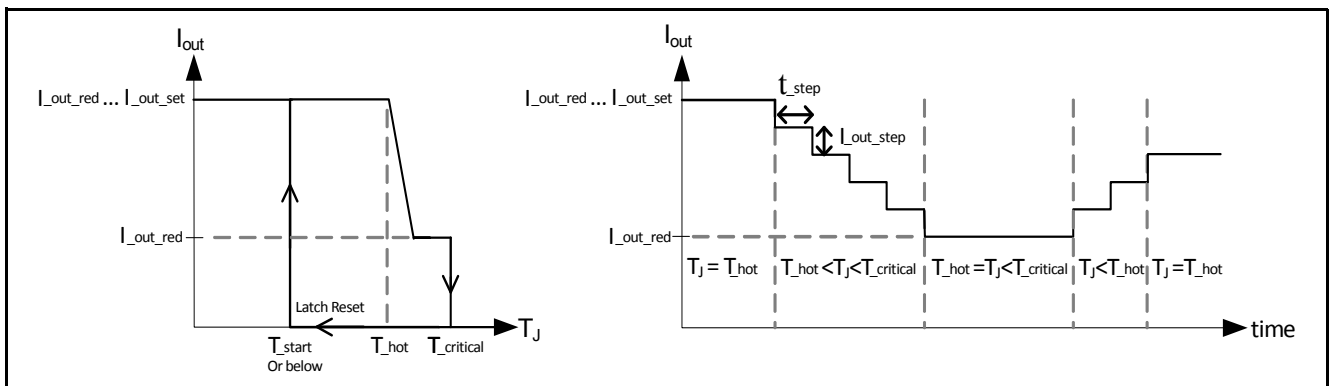 I_out
I_out_red ... I_out_set
I_out_red
Latch Reset
T_J
T_start
Or below
T_hot
T_critical
I_out
I_out_red ... I_out_set
t_step
I_out_step
I_out_red
T_J = T_hot
T_hot <T_J<T_critical
T_hot =T_J<T_critical
T_J<T_hot
T_J=T_hot
time